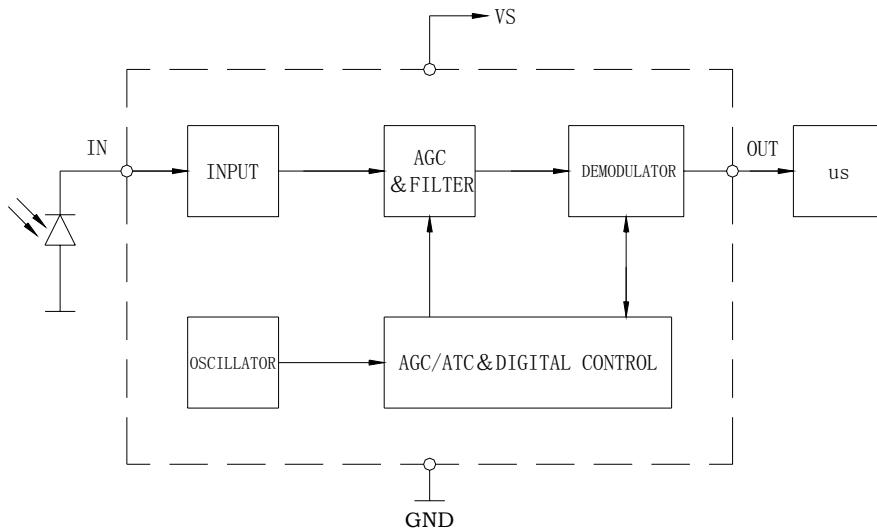 VS
IN
INPUT
AGC
&FILTER
DEMODULATOR
OUT
us
OSCILLATOR
AGC/ATC&DIGITAL CONTROL
GND